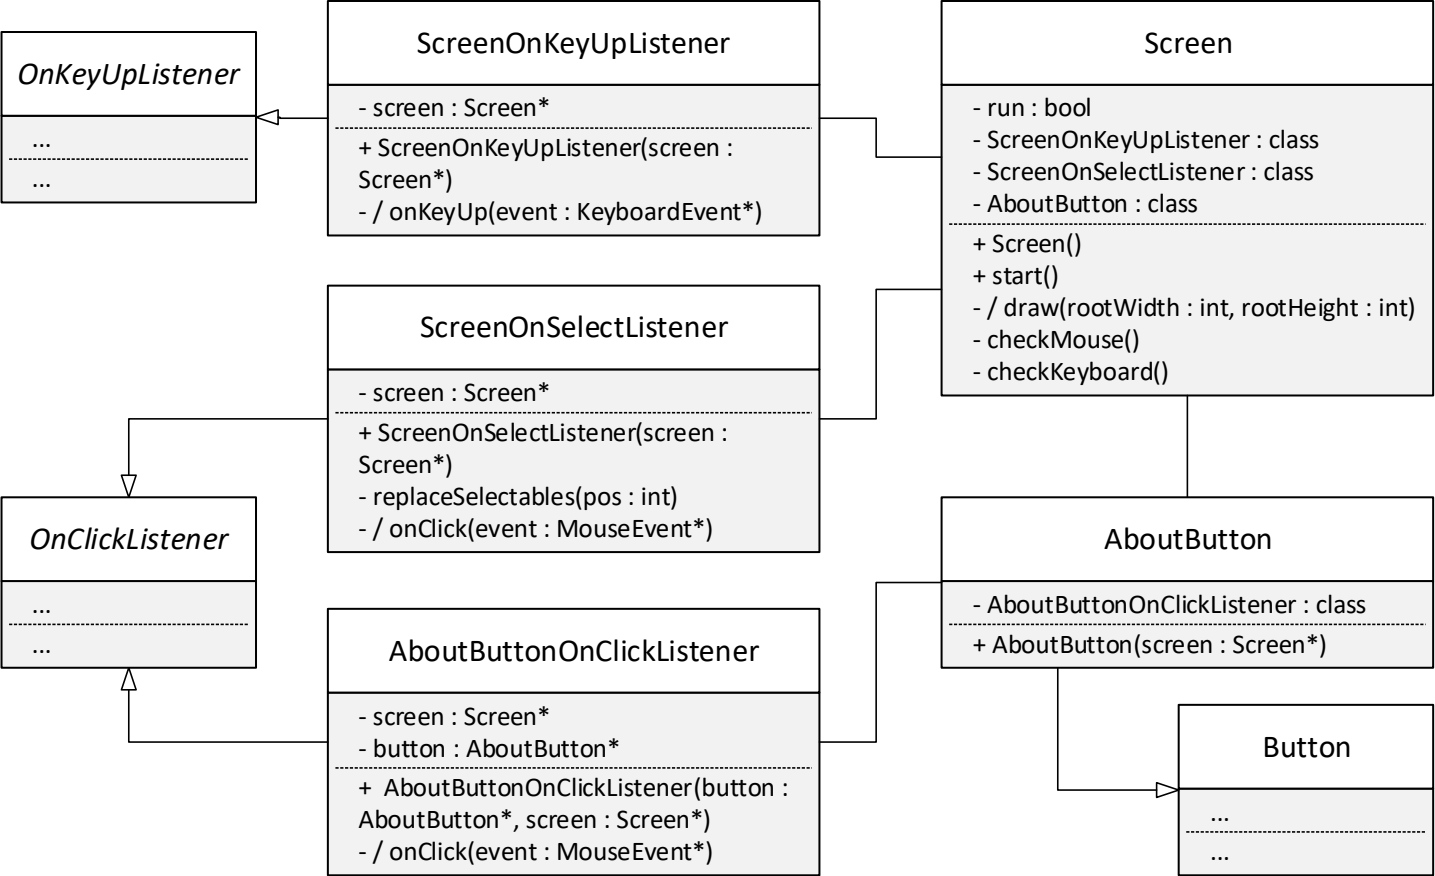 OnKeyUpListener
...
...
ScreenOnKeyUpListener
- screen : Screen*
+ ScreenOnKeyUpListener(screen :
Screen*)
- / onKeyUp(event : KeyboardEvent*)
Screen
- run : bool
- ScreenOnKeyUpListener : class
- ScreenOnSelectListener : class
- AboutButton : class
+ Screen()
+ start()
- / draw(rootWidth : int, rootHeight : int)
- checkMouse()
- checkKeyboard()
ScreenOnSelectListener
- screen : Screen*
+ ScreenOnSelectListener(screen :
Screen*)
- replaceSelectables(pos : int)
- / onClick(event : MouseEvent*)
OnClickListener
...
...
AboutButtonOnClickListener
- screen : Screen*
- button : AboutButton*
+ AboutButtonOnClickListener(button :
AboutButton*, screen : Screen*)
- / onClick(event : MouseEvent*)
AboutButton
- AboutButtonOnClickListener : class
+ AboutButton(screen : Screen*)
Button
...
...